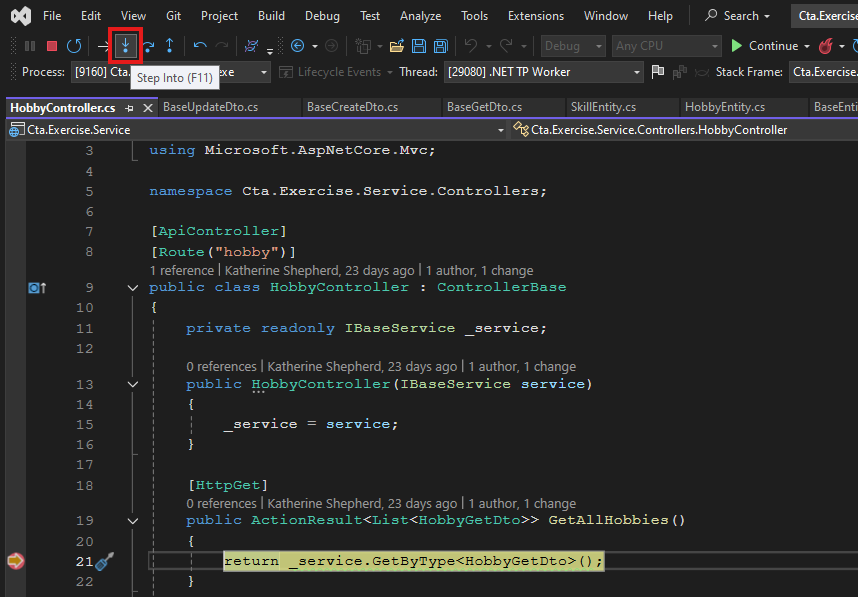 File Edit View Git Project Build Debug Test Analyze Tools Extensions Window Help Search Cta.Exercise
Debug Any CPU Continue
Step Into (F11)
Process: [9160] Cta. exe Lifecycle Events Thread: [29080] .NET TP Worker Stack Frame: Cta.Exercise.
HobbyController.cs BaseUpdateDto.cs BaseCreateDto.cs BaseGetDto.cs SkillEntity.cs HobbyEntity.cs BaseEnti
Cta.Exercise.Service Cta.Exercise.Service.Controllers.HobbyController
3 using Microsoft.AspNetCore.Mvc;
4
5 namespace Cta.Exercise.Service.Controllers;
6
7 [ApiController]
8 [Route("hobby")]
1 reference | Katherine Shepherd, 23 days ago | 1 author, 1 change
9 public class HobbyController : ControllerBase
10 {
11 private readonly IBaseService _service;
12
0 references | Katherine Shepherd, 23 days ago | 1 author, 1 change
13 public HobbyController(IBaseService service)
14 {
15 _service = service;
16 }
17
18 [HttpGet]
0 references | Katherine Shepherd, 23 days ago | 1 author, 1 change
19 public ActionResult<List<HobbyGetDto>> GetAllHobbies()
20 {
21 return _service.GetByType<HobbyGetDto>();
22 }